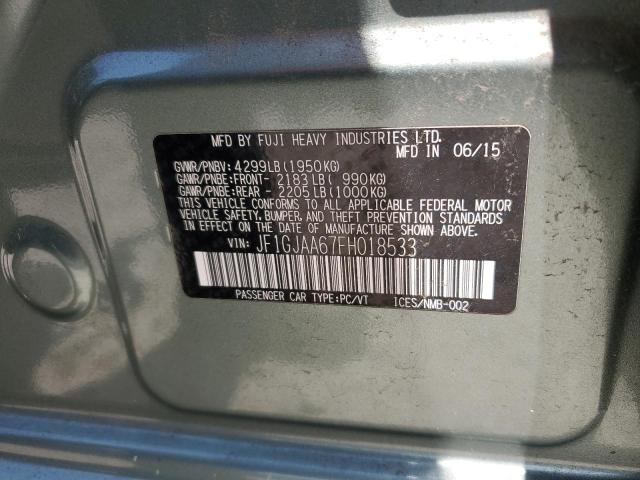 MFD BY FUJI HEAVY INDUSTRIES LTD.
MFD IN 06/15
GVWR/PNBV: 4299LB (1950KG)
GAWR/PNBE:FRONT- 2183LB ( 990KG)
GAWR/PNBE:REAR - 2205LB (1000KG)
THIS VEHICLE CONFORMS TO ALL APPLICABLE FEDERAL MOTOR
VEHICLE SAFETY, BUMPER, AND THEFT PREVENTION STANDARDS
IN EFFECT ON THE DATE OF MANUFACTURE SHOWN ABOVE.
VIN: JF1GJAA67FH018533
PASSENGER CAR TYPE:PC/VT ICES/NMB-002